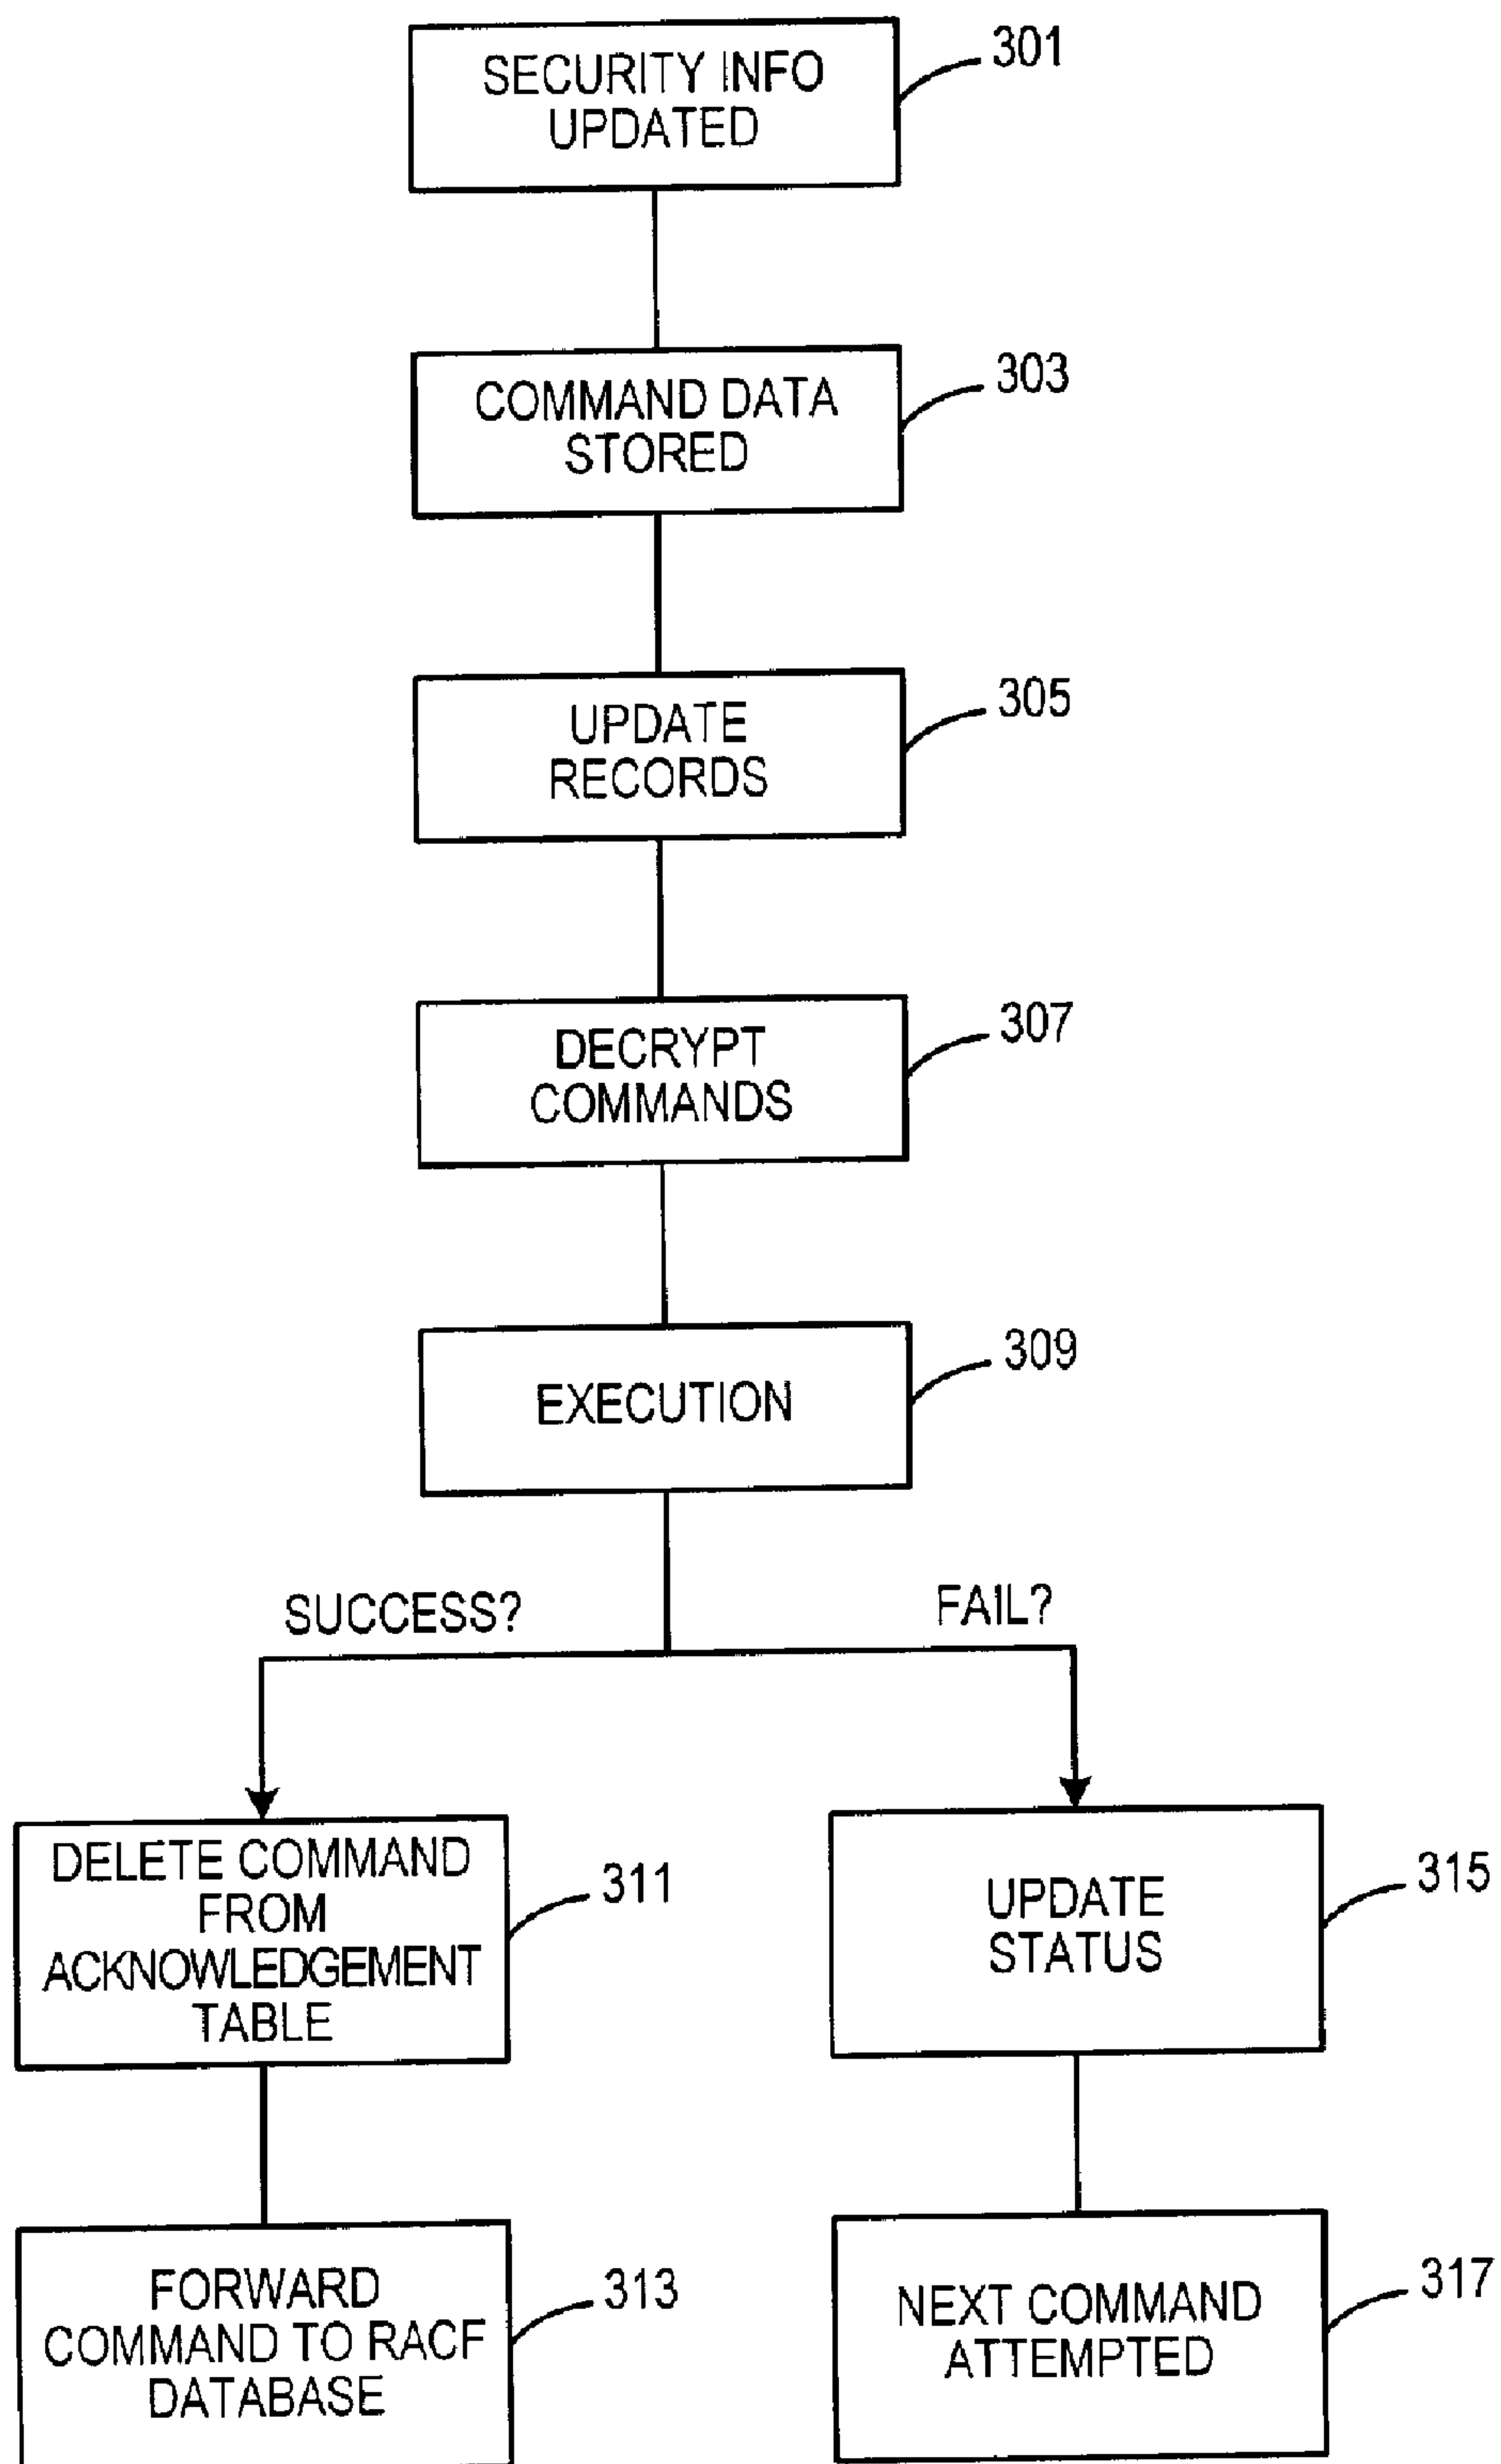 SECURITY INFO
UPDATED
301
COMMAND DATA
STORED
303
UPDATE
RECORDS
305
DECRYPT
COMMANDS
307
EXECUTION
309
SUCCESS?
FAIL?
DELETE COMMAND
FROM
ACKNOWLEDGEMENT
TABLE
311
UPDATE
STATUS
315
FORWARD
COMMAND TO RACF
DATABASE
313
NEXT COMMAND
ATTEMPTED
317